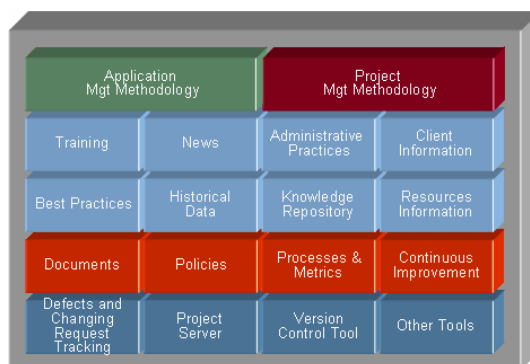 Application
Mgt Methodology
Project
Mgt Methodology
Training
News
Administrative
Practices
Client
Information
Best Practices
Historical
Data
Knowledge
Repository
Resources
Information
Documents
Policies
Processes &
Metrics
Continuous
Improvement
Defects and
Changing
Request
Tracking
Project
Server
Version
Control Tool
Other Tools